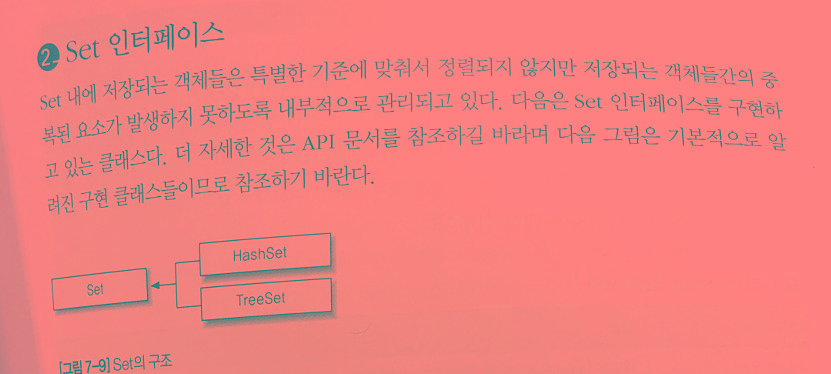 2 Set 인터페이스
Set 내에 저장되는 객체들은 특별한 기준에 맞춰서 정렬되지 않지만 저장되는 객체들간의 중
복된 요소가 발생하지 못하도록 내부적으로 관리되고 있다. 다음은 Set 인터페이스를 구현하
고 있는 클래스다. 더 자세한 것은 API 문서를 참조하길 바라며 다음 그림은 기본적으로 알
려진 구현 클래스들이므로 참조하기 바란다.
HashSet
Set
TreeSet
[그림 7-9] Set의 구조